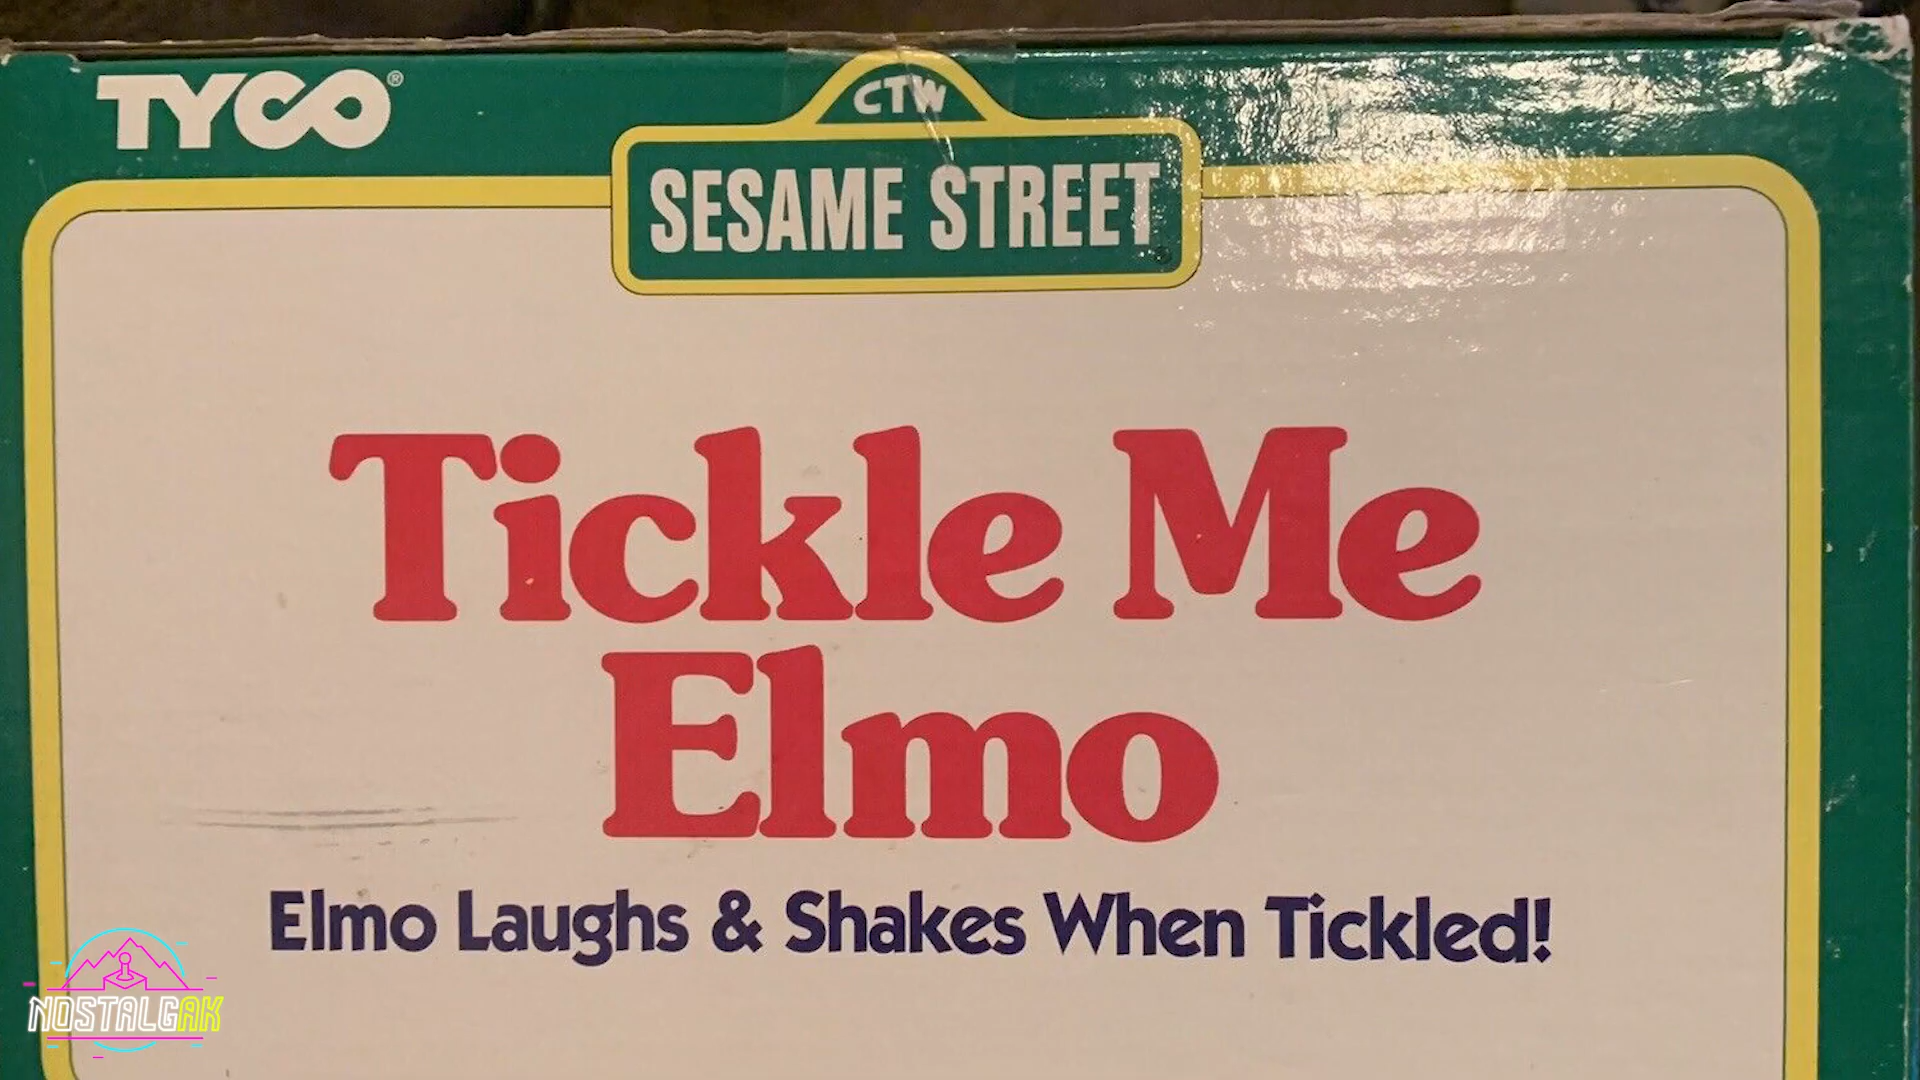 TYCO®
CTW
SESAME STREET
Tickle Me
Elmo
Elmo Laughs & Shakes When Tickled!
NOSTALGAK